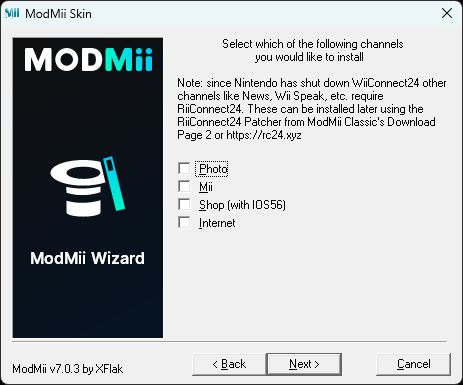 Mii ModMii Skin
MODMii
ModMii Wizard
Select which of the following channels
you would like to install
Note: since Nintendo has shut down WiiConnect24 other
channels like News, Wii Speak, etc. require
RiiConnect24. These can be installed later using the
RiiConnect24 Patcher from ModMii Classic's Download
Page 2 or https://rc24.xyz
Photo
Mii
Shop (with IOS56)
Internet
ModMii v7.0.3 by XFlak
< Back
Next >
Cancel